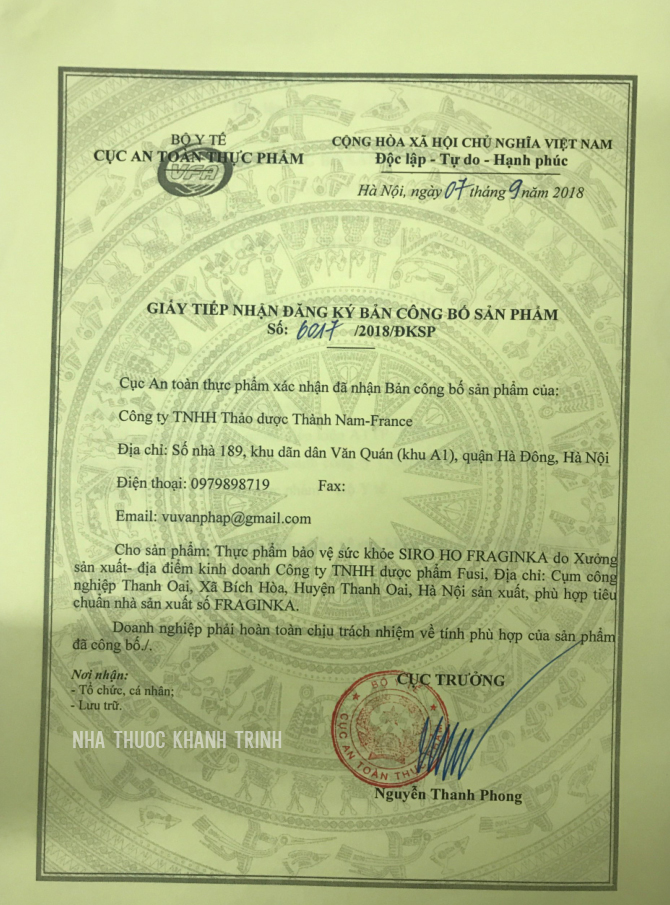 BỘ Y TẾ
CỤC AN TOÀN THỰC PHẨM
VFA
CỘNG HÒA XÃ HỘI CHỦ NGHĨA VIỆT NAM
Độc lập - Tự do - Hạnh phúc
Hà Nội, ngày 07 tháng 9 năm 2018
GIẤY TIẾP NHẬN ĐĂNG KÝ BẢN CÔNG BỐ SẢN PHẨM
Số: 6017 /2018/ĐKSP
Cục An toàn thực phẩm xác nhận đã nhận Bản công bố sản phẩm của:
Công ty TNHH Thảo dược Thành Nam-France
Địa chỉ: Số nhà 189, khu dãn dân Văn Quán (khu A1), quận Hà Đông, Hà Nội
Điện thoại: 0979898719 Fax:
Email: vuvanphap@gmail.com
Cho sản phẩm: Thực phẩm bảo vệ sức khỏe SIRO HO FRAGINKA do Xưởng
sản xuất- địa điểm kinh doanh Công ty TNHH dược phẩm Fusi, Địa chỉ: Cụm công
nghiệp Thanh Oai, Xã Bích Hòa, Huyện Thanh Oai, Hà Nội sản xuất, phù hợp tiêu
chuẩn nhà sản xuất số FRAGINKA.
Doanh nghiệp phải hoàn toàn chịu trách nhiệm về tính phù hợp của sản phẩm
đã công bố./.
Nơi nhận:
- Tổ chức, cá nhân;
- Lưu trữ.
CỤC TRƯỞNG
BỘ Y TẾ
CỤC AN TOÀN THỰC
NHA THUOC KHANH TRINH
Nguyễn Thanh Phong